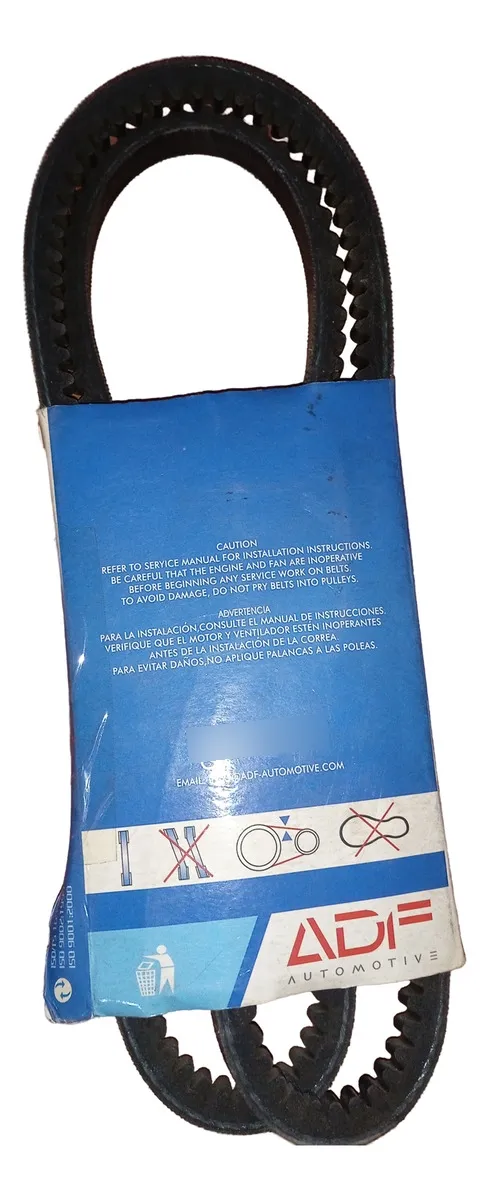 CAUTION
REFER TO SERVICE MANUAL FOR INSTALLATION INSTRUCTIONS.
BE CAREFUL THAT THE ENGINE AND FAN ARE INOPERATIVE
BEFORE BEGINNING ANY SERVICE WORK ON BELTS.
TO AVOID DAMAGE, DO NOT PRY BELTS INTO PULLEYS.
ADVERTENCIA
PARA LA INSTALACIÓN,CONSULTE EL MANUAL DE INSTRUCCIONES.
VERIFIQUE QUE EL MOTOR Y VENTILADOR ESTÉN INOPERANTES
ANTES DE LA INSTALACIÓN DE LA CORREA.
PARA EVITAR DAÑOS,NO APLIQUE PALANCAS A LAS POLEAS.
EMAIL: @ADF-AUTOMOTIVE.COM
ISO 9001:2000
ADF
AUTOMOTIVE